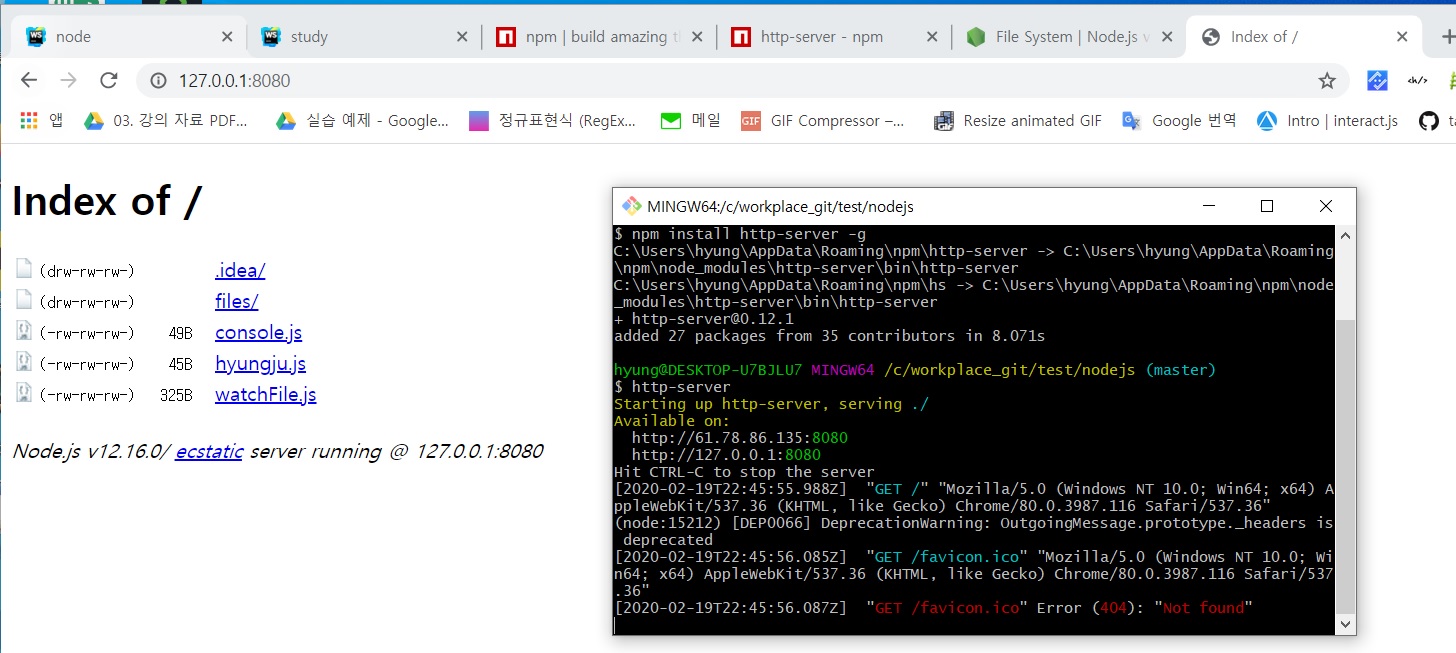 node
study
npm | build amazing t
http-server - npm
File System | Node.js v
Index of /
127.0.0.1:8080
앱
03. 강의 자료 PDF...
실습 예제 - Google...
정규표현식 (RegEx...
메일
GIF
GIF Compressor –...
Resize animated GIF
Google 번역
Intro | interact.js
Index of /
(drw-rw-rw-) .idea/
(drw-rw-rw-) files/
(-rw-rw-rw-) 49B console.js
(-rw-rw-rw-) 45B hyungju.js
(-rw-rw-rw-) 325B watchFile.js
Node.js v12.16.0/ ecstatic server running @ 127.0.0.1:8080
MINGW64:/c/workplace_git/test/nodejs
$ npm install http-server -g
C:\Users\hyung\AppData\Roaming\npm\http-server -> C:\Users\hyung\AppData\Roaming
\npm\node_modules\http-server\bin\http-server
C:\Users\hyung\AppData\Roaming\npm\hs -> C:\Users\hyung\AppData\Roaming\npm\node
_modules\http-server\bin\http-server
+ http-server@0.12.1
added 27 packages from 35 contributors in 8.071s
hyung@DESKTOP-U7BJLU7 MINGW64 /c/workplace_git/test/nodejs (master)
$ http-server
Starting up http-server, serving ./
Available on:
http://61.78.86.135:8080
http://127.0.0.1:8080
Hit CTRL-C to stop the server
[2020-02-19T22:45:55.988Z] "GET /" "Mozilla/5.0 (Windows NT 10.0; Win64; x64) A
ppleWebKit/537.36 (KHTML, like Gecko) Chrome/80.0.3987.116 Safari/537.36"
(node:15212) [DEP0066] DeprecationWarning: OutgoingMessage.prototype._headers is
deprecated
[2020-02-19T22:45:56.085Z] "GET /favicon.ico" "Mozilla/5.0 (Windows NT 10.0; Wi
n64; x64) AppleWebKit/537.36 (KHTML, like Gecko) Chrome/80.0.3987.116 Safari/537
.36"
[2020-02-19T22:45:56.087Z] "GET /favicon.ico" Error (404): "Not found"